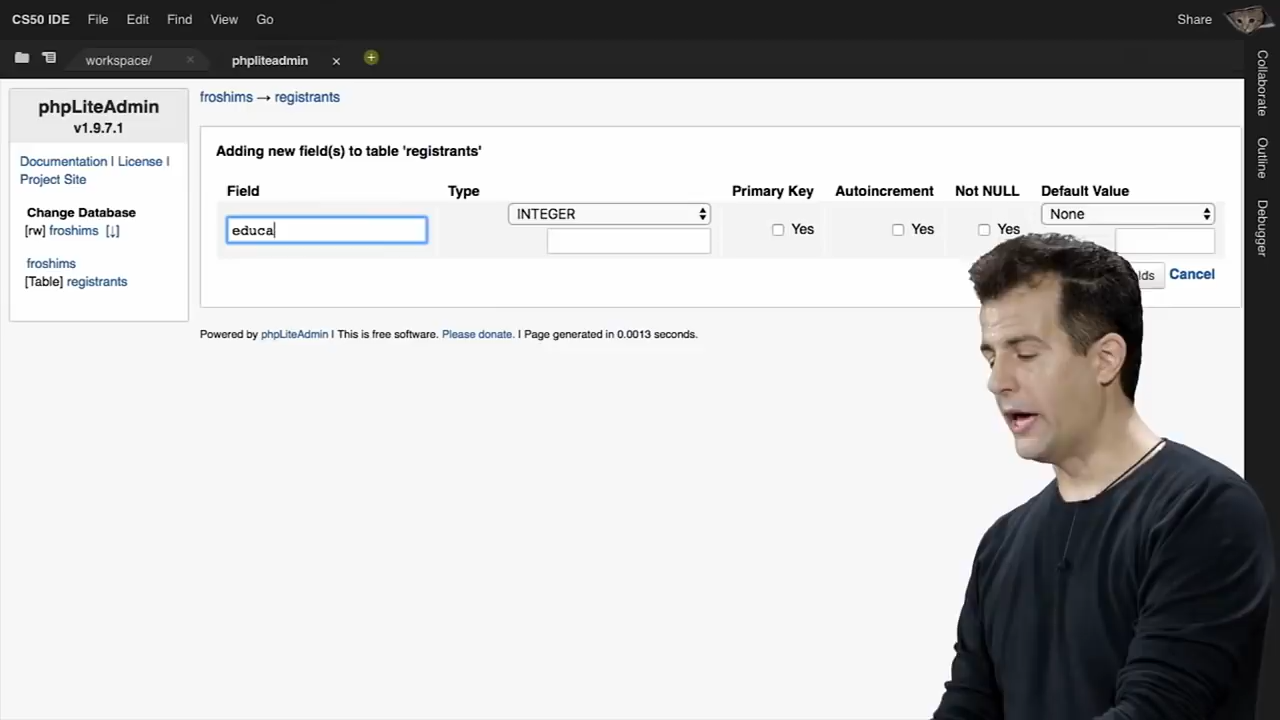 CS50 IDE File Edit Find View Go Share
workspace/ × phpliteadmin ×
phpLiteAdmin
v1.9.7.1
Documentation | License |
Project Site
Change Database
[rw] froshims [↓]
froshims
[Table] registrants
froshims → registrants
Adding new field(s) to table 'registrants'
Field Type Primary Key Autoincrement Not NULL Default Value
educa INTEGER Yes Yes Yes None
Cancel
Powered by phpLiteAdmin | This is free software. Please donate. | Page generated in 0.0013 seconds.
Collaborate
Outline
Debugger